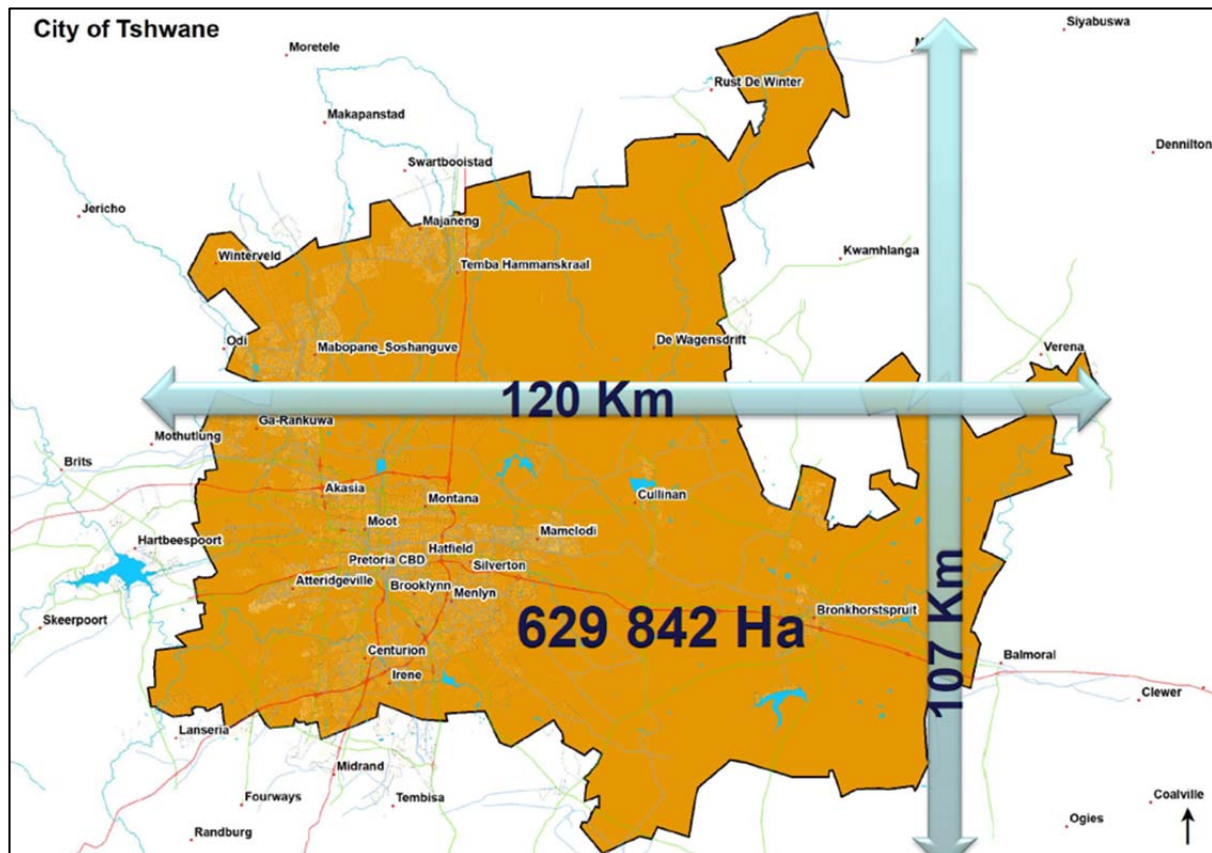 City of Tshwane
Siyabuswa
Moretele
Rust De Winter
Makapanstad
Dennilton
Swartbooistad
Jericho
Majaneng
Kwamhlanga
Winterveld
Temba Hammanskraal
Odi
Mabopane_Soshanguve
De Wagensdrift
Verena
120 Km
Ga-Rankuwa
Mothutlung
Brits
Akasia
Montana
Cullinan
Moot
Mamelodi
Hartbeespoort
Hatfield
Pretoria CBD
Silverton
Atteridgeville
Brooklynn
Menlyn
Skeerpoort
629 842 Ha
Bronkhorstspruit
107 Km
Centurion
Balmoral
Irene
Clewer
Lanseria
Midrand
Fourways
Tembisa
Coalville
Ogies
Randburg